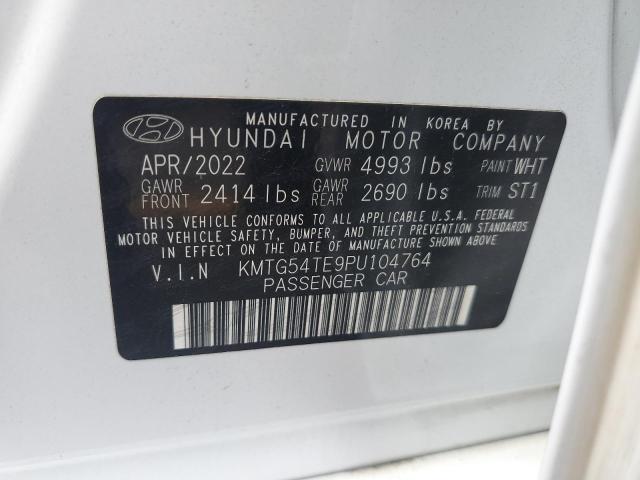 MANUFACTURED IN KOREA BY
HYUNDAI MOTOR COMPANY
APR/2022 GVWR 4993 lbs PAINT WHT
GAWR FRONT 2414 lbs GAWR REAR 2690 lbs TRIM ST1
THIS VEHICLE CONFORMS TO ALL APPLICABLE U.S.A. FEDERAL
MOTOR VEHICLE SAFETY, BUMPER, AND THEFT PREVENTION
STANDARDS IN EFFECT ON THE DATE OF MANUFACTURE SHOWN ABOVE
V.I.N KMTG54TE9PU104764
PASSENGER CAR